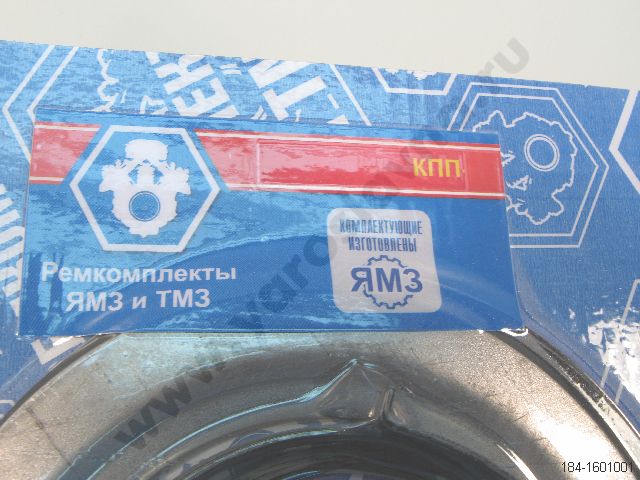 КПП
КОМПЛЕКТУЮЩИЕ
ИЗГОТОВЛЕНЫ
ЯМЗ
Ремкомплекты
ЯМЗ и ТМЗ
184-1601001